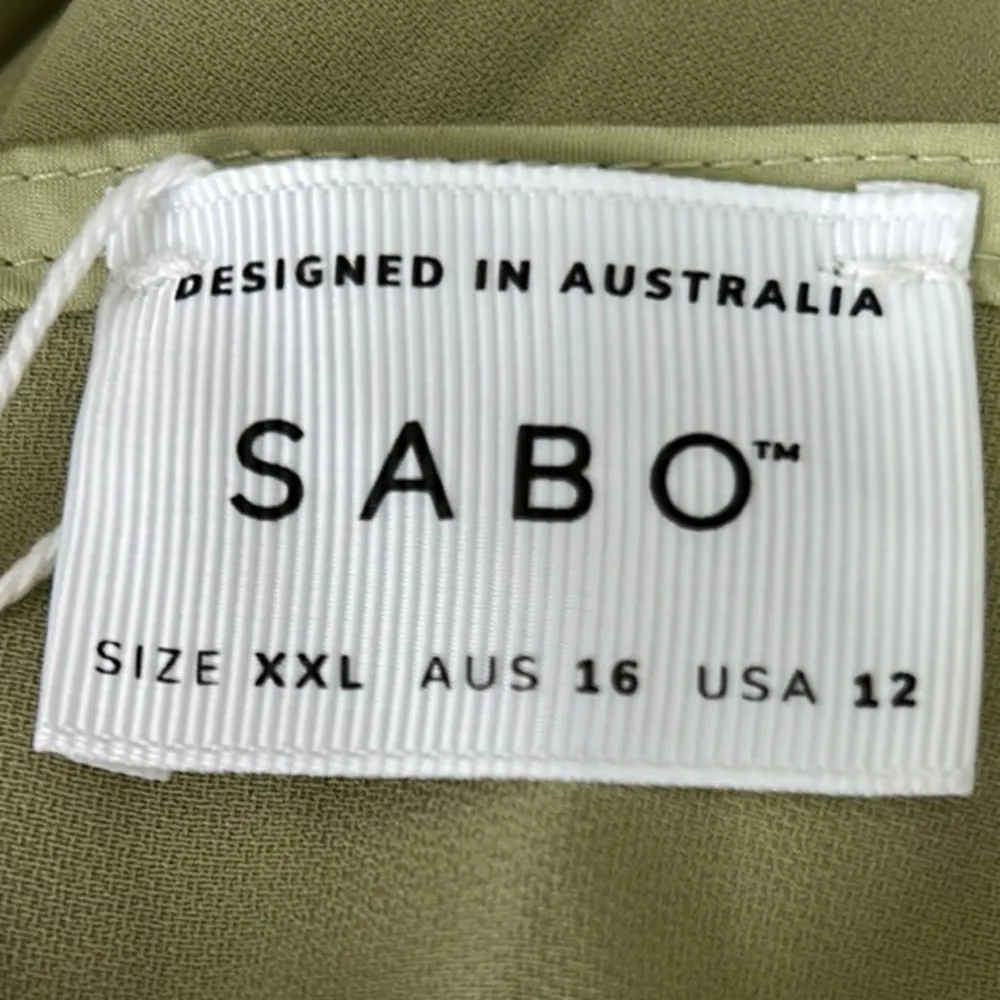 DESIGNED IN AUSTRALIA
SABO™
SIZE XXL AUS 16 USA 12